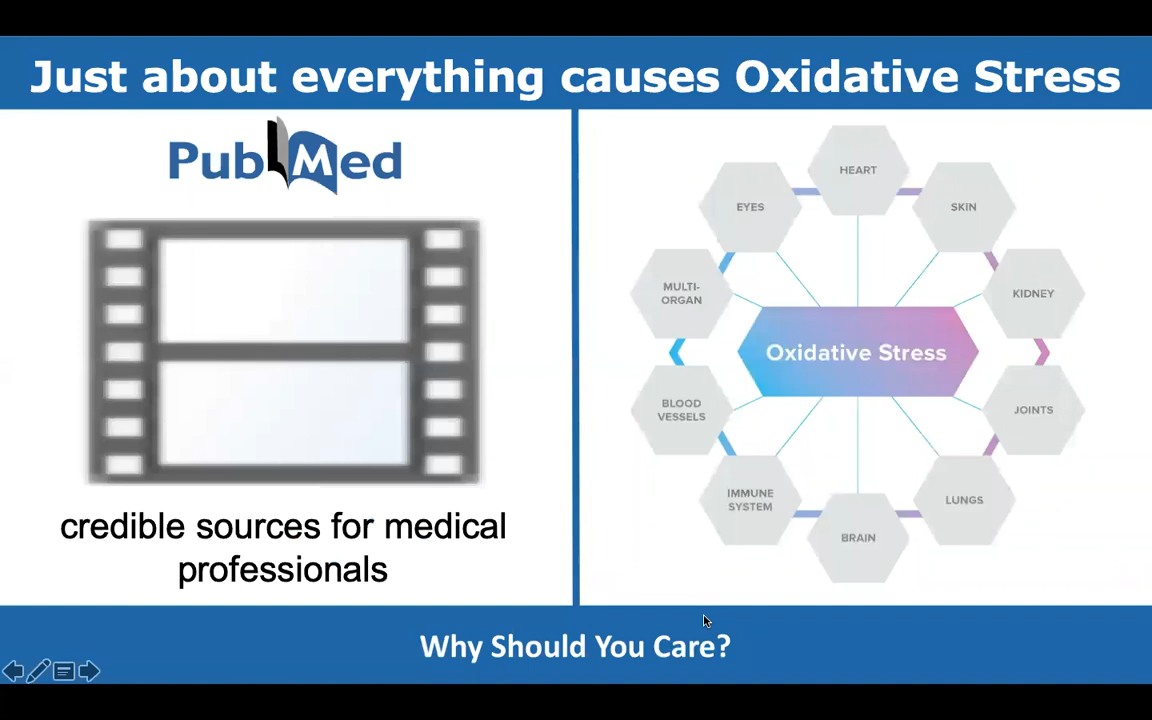 Just about everything causes Oxidative Stress
PubMed
credible sources for medical
professionals
HEART
EYES
SKIN
MULTI-
ORGAN
KIDNEY
Oxidative Stress
BLOOD
VESSELS
JOINTS
IMMUNE
SYSTEM
LUNGS
BRAIN
Why Should You Care?